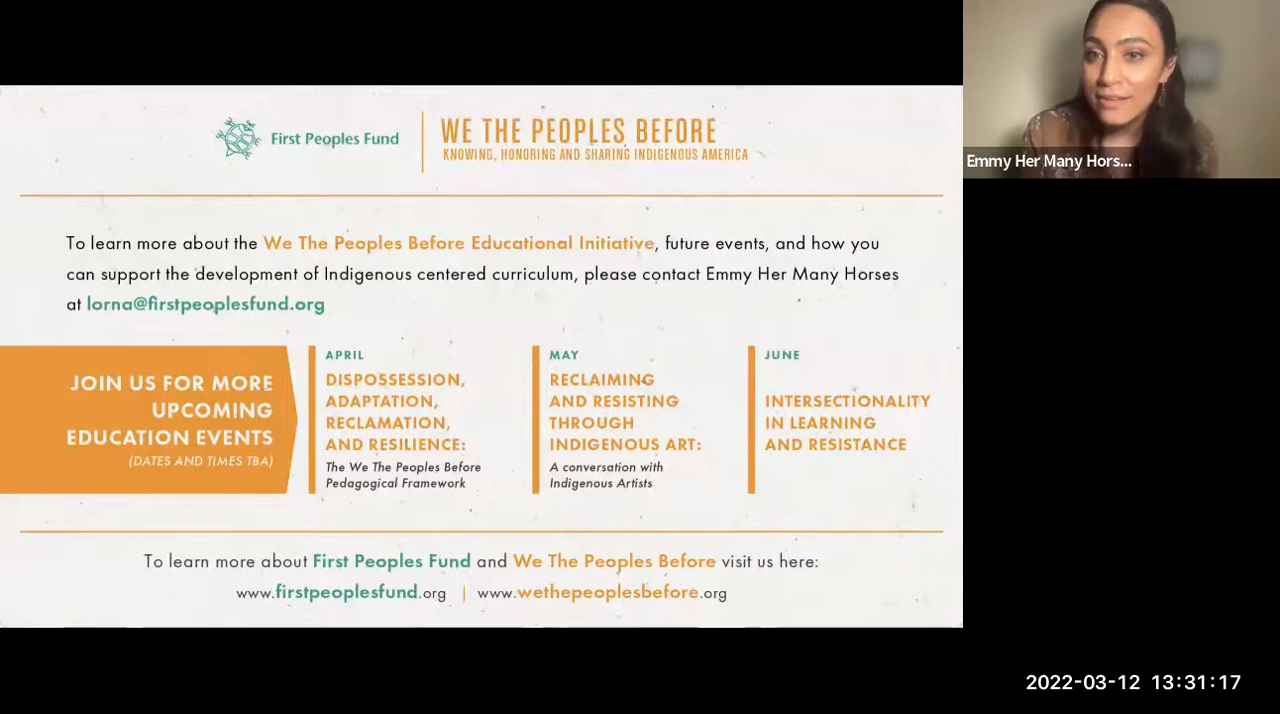 First Peoples Fund
WE THE PEOPLES BEFORE
KNOWING, HONORING AND SHARING INDIGENOUS AMERICA
Emmy Her Many Hors...
To learn more about the We The Peoples Before Educational Initiative, future events, and how you
can support the development of Indigenous centered curriculum, please contact Emmy Her Many Horses
at lorna@firstpeoplesfund.org
JOIN US FOR MORE
UPCOMING
EDUCATION EVENTS
(DATES AND TIMES TBA)
APRIL
DISPOSSESSION,
ADAPTATION,
RECLAMATION,
AND RESILIENCE:
The We The Peoples Before
Pedagogical Framework
MAY
RECLAIMING
AND RESISTING
THROUGH
INDIGENOUS ART:
A conversation with
Indigenous Artists
JUNE
INTERSECTIONALITY
IN LEARNING
AND RESISTANCE
To learn more about First Peoples Fund and We The Peoples Before visit us here:
www.firstpeoplesfund.org | www.wethepeoplesbefore.org
2022-03-12 13:31:17